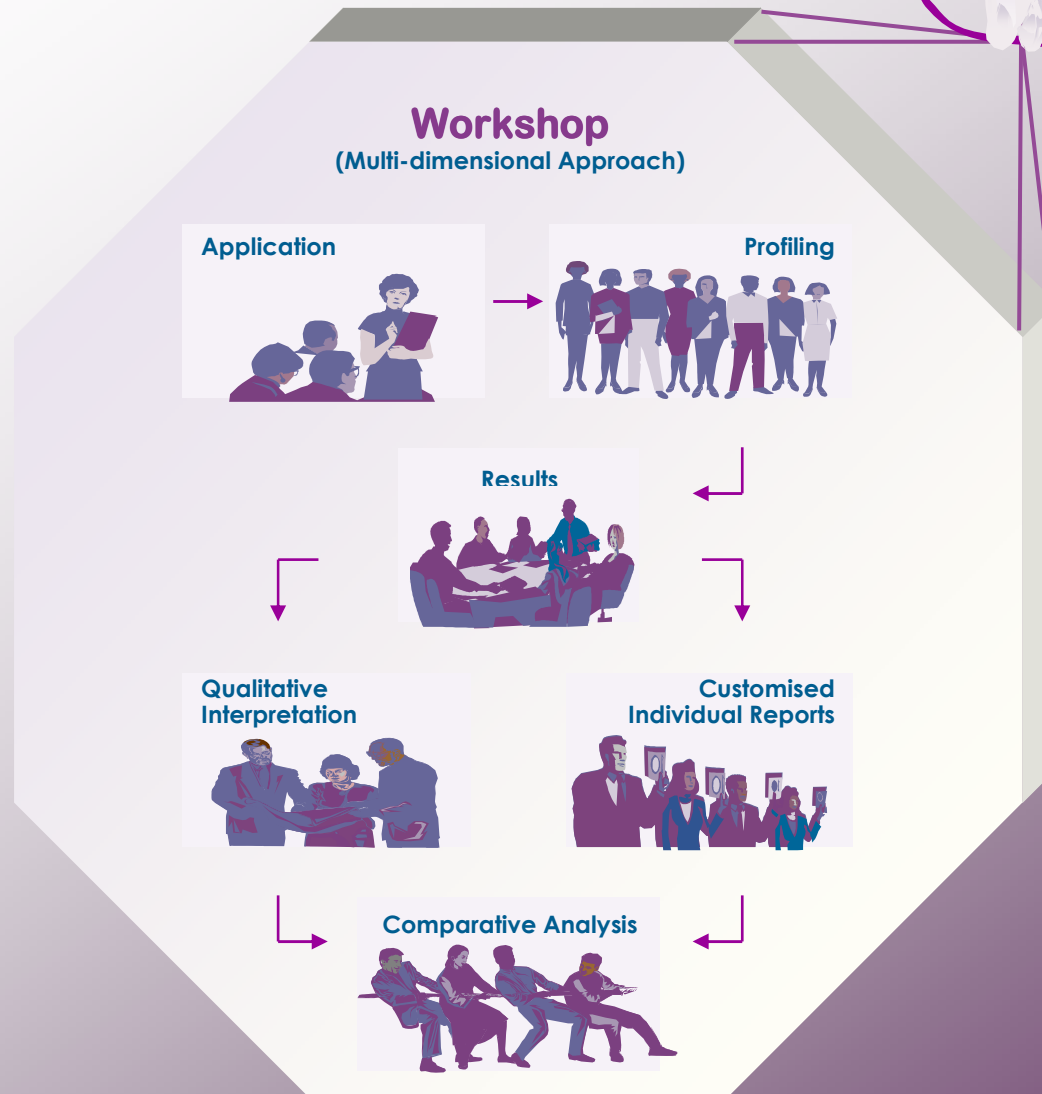 Workshop
(Multi-dimensional Approach)
Application
Profiling
Results
Qualitative
Interpretation
Customised
Individual Reports
Comparative Analysis